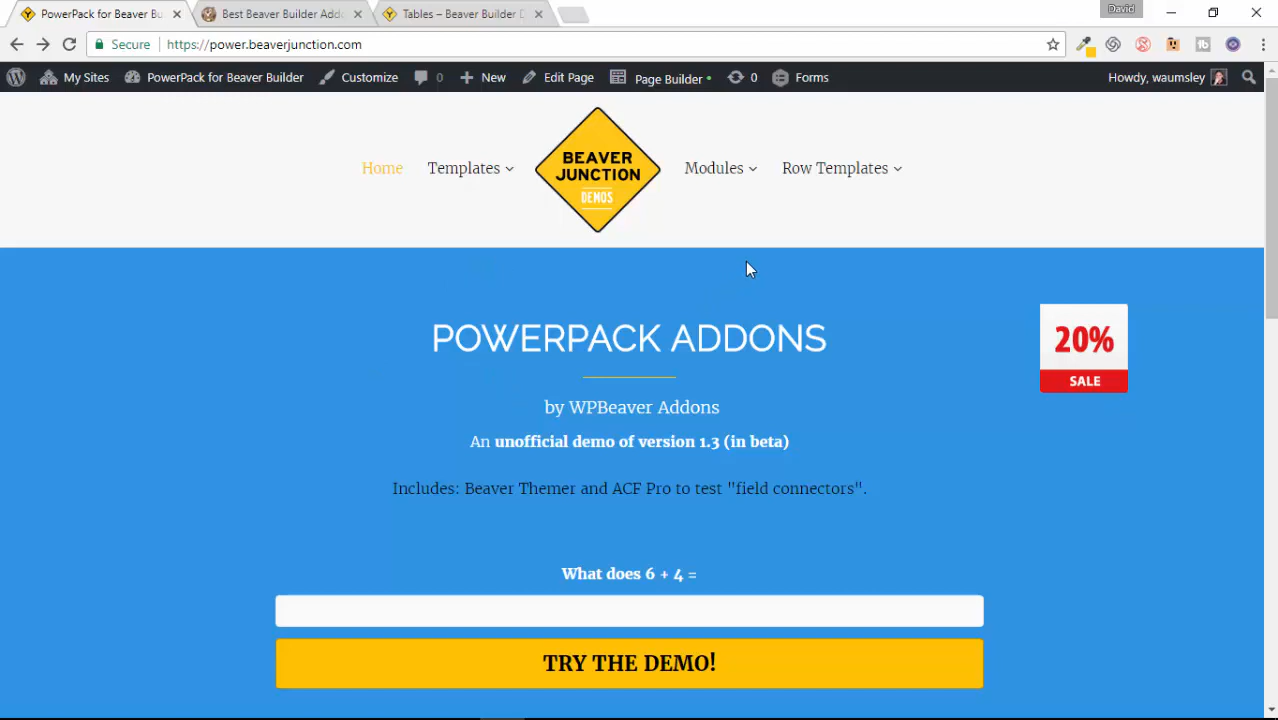 PowerPack for Beaver Bu
Best Beaver Builder Addo
Tables – Beaver Builder D
David
Secure
https://power.beaverjunction.com
My Sites
PowerPack for Beaver Builder
Customize
0
New
Edit Page
Page Builder
0
Forms
Howdy, waumsley
Home
Templates
BEAVER
JUNCTION
DEMOS
Modules
Row Templates
POWERPACK ADDONS
20%
SALE
by WPBeaver Addons
An unofficial demo of version 1.3 (in beta)
Includes: Beaver Themer and ACF Pro to test "field connectors".
What does 6 + 4 =
TRY THE DEMO!